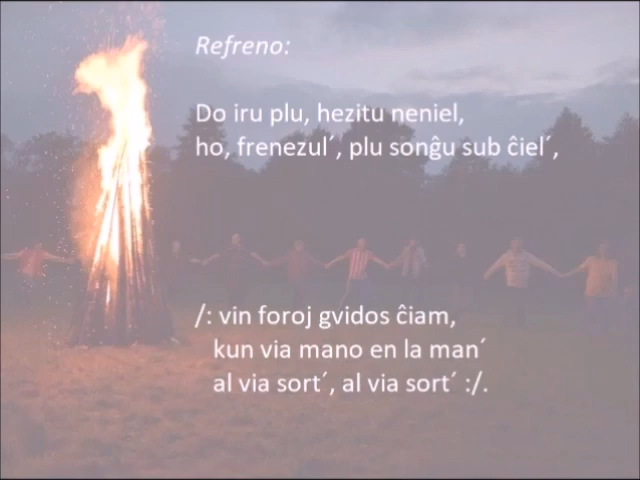 Refreno:
Do iru plu, hezitu neniel,
ho, frenezul´, plu sonĝu sub ĉiel´,
/: vin foroj gvidos ĉiam,
kun via mano en la man´
al via sort´, al via sort´ :/.